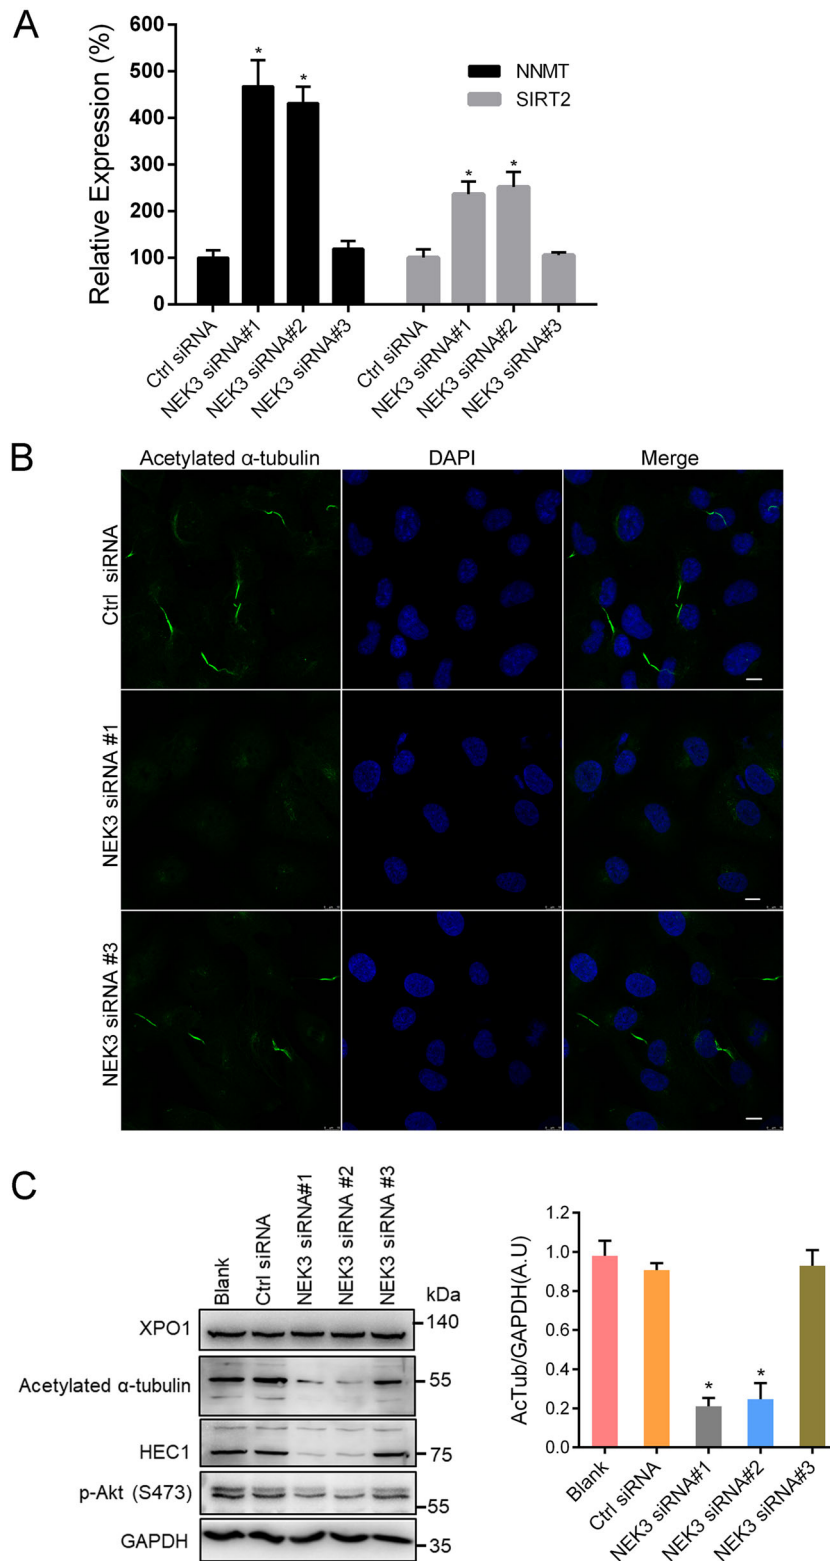 A
Relative Expression (%)
600
500
400
300
200
100
0
*
*
*
*
NNMT
SIRT2
Ctrl siRNA
NEK3 siRNA#1
NEK3 siRNA#2
NEK3 siRNA#3
Ctrl siRNA
NEK3 siRNA#1
NEK3 siRNA#2
NEK3 siRNA#3
B
Acetylated α-tubulin
DAPI
Merge
Ctrl siRNA
NEK3 siRNA #1
NEK3 siRNA #3
C
Blank
Ctrl siRNA
NEK3 siRNA#1
NEK3 siRNA #2
NEK3 siRNA #3
kDa
XPO1
140
Acetylated α-tubulin
55
HEC1
75
p-Akt (S473)
55
GAPDH
35
AcTub/GAPDH(A.U)
1.2
1.0
0.8
0.6
0.4
0.2
0.0
*
*
Blank
Ctrl siRNA
NEK3 siRNA#1
NEK3 siRNA#2
NEK3 siRNA#3